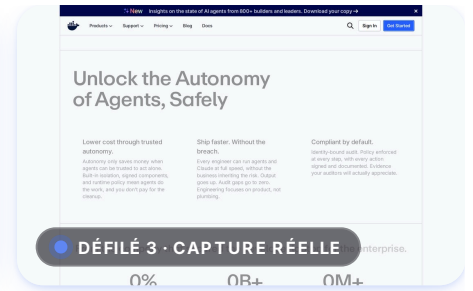 New Insights on the state of AI agents from 800+ builders and leaders. Download your copy →
Products Support Pricing Blog Docs Sign In Get Started
Unlock the Autonomy
of Agents, Safely
Lower cost through trusted
autonomy.
Autonomy only saves money when
agents can be trusted to act alone.
Built-in isolation, signed components,
and runtime policy mean agents do
the work, and you don't pay for the
cleanup.
Ship faster. Without the
breach.
Every engineer can run agents and
Claude at full speed, without the
business inheriting the risk. Output
goes up. Audit gaps go to zero.
Engineering focuses on product, not
plumbing.
Compliant by default.
Identity-bound audit. Policy enforced
at every step, with every action
signed and documented. Evidence
your auditors will actually appreciate.
enterprise.
DÉFILÉ 3 · CAPTURE RÉELLE
0% 0B+ 0M+